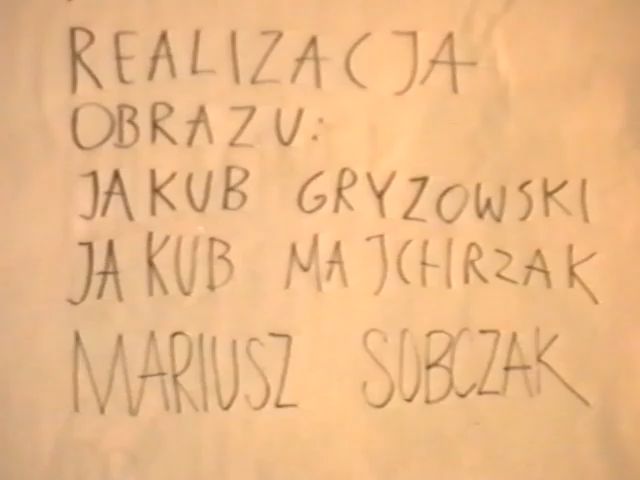 REALIZACJA
OBRAZU:
JAKUB GRYZOWSKI
JAKUB MAJCHRZAK
MARIUSZ SOBCZAK